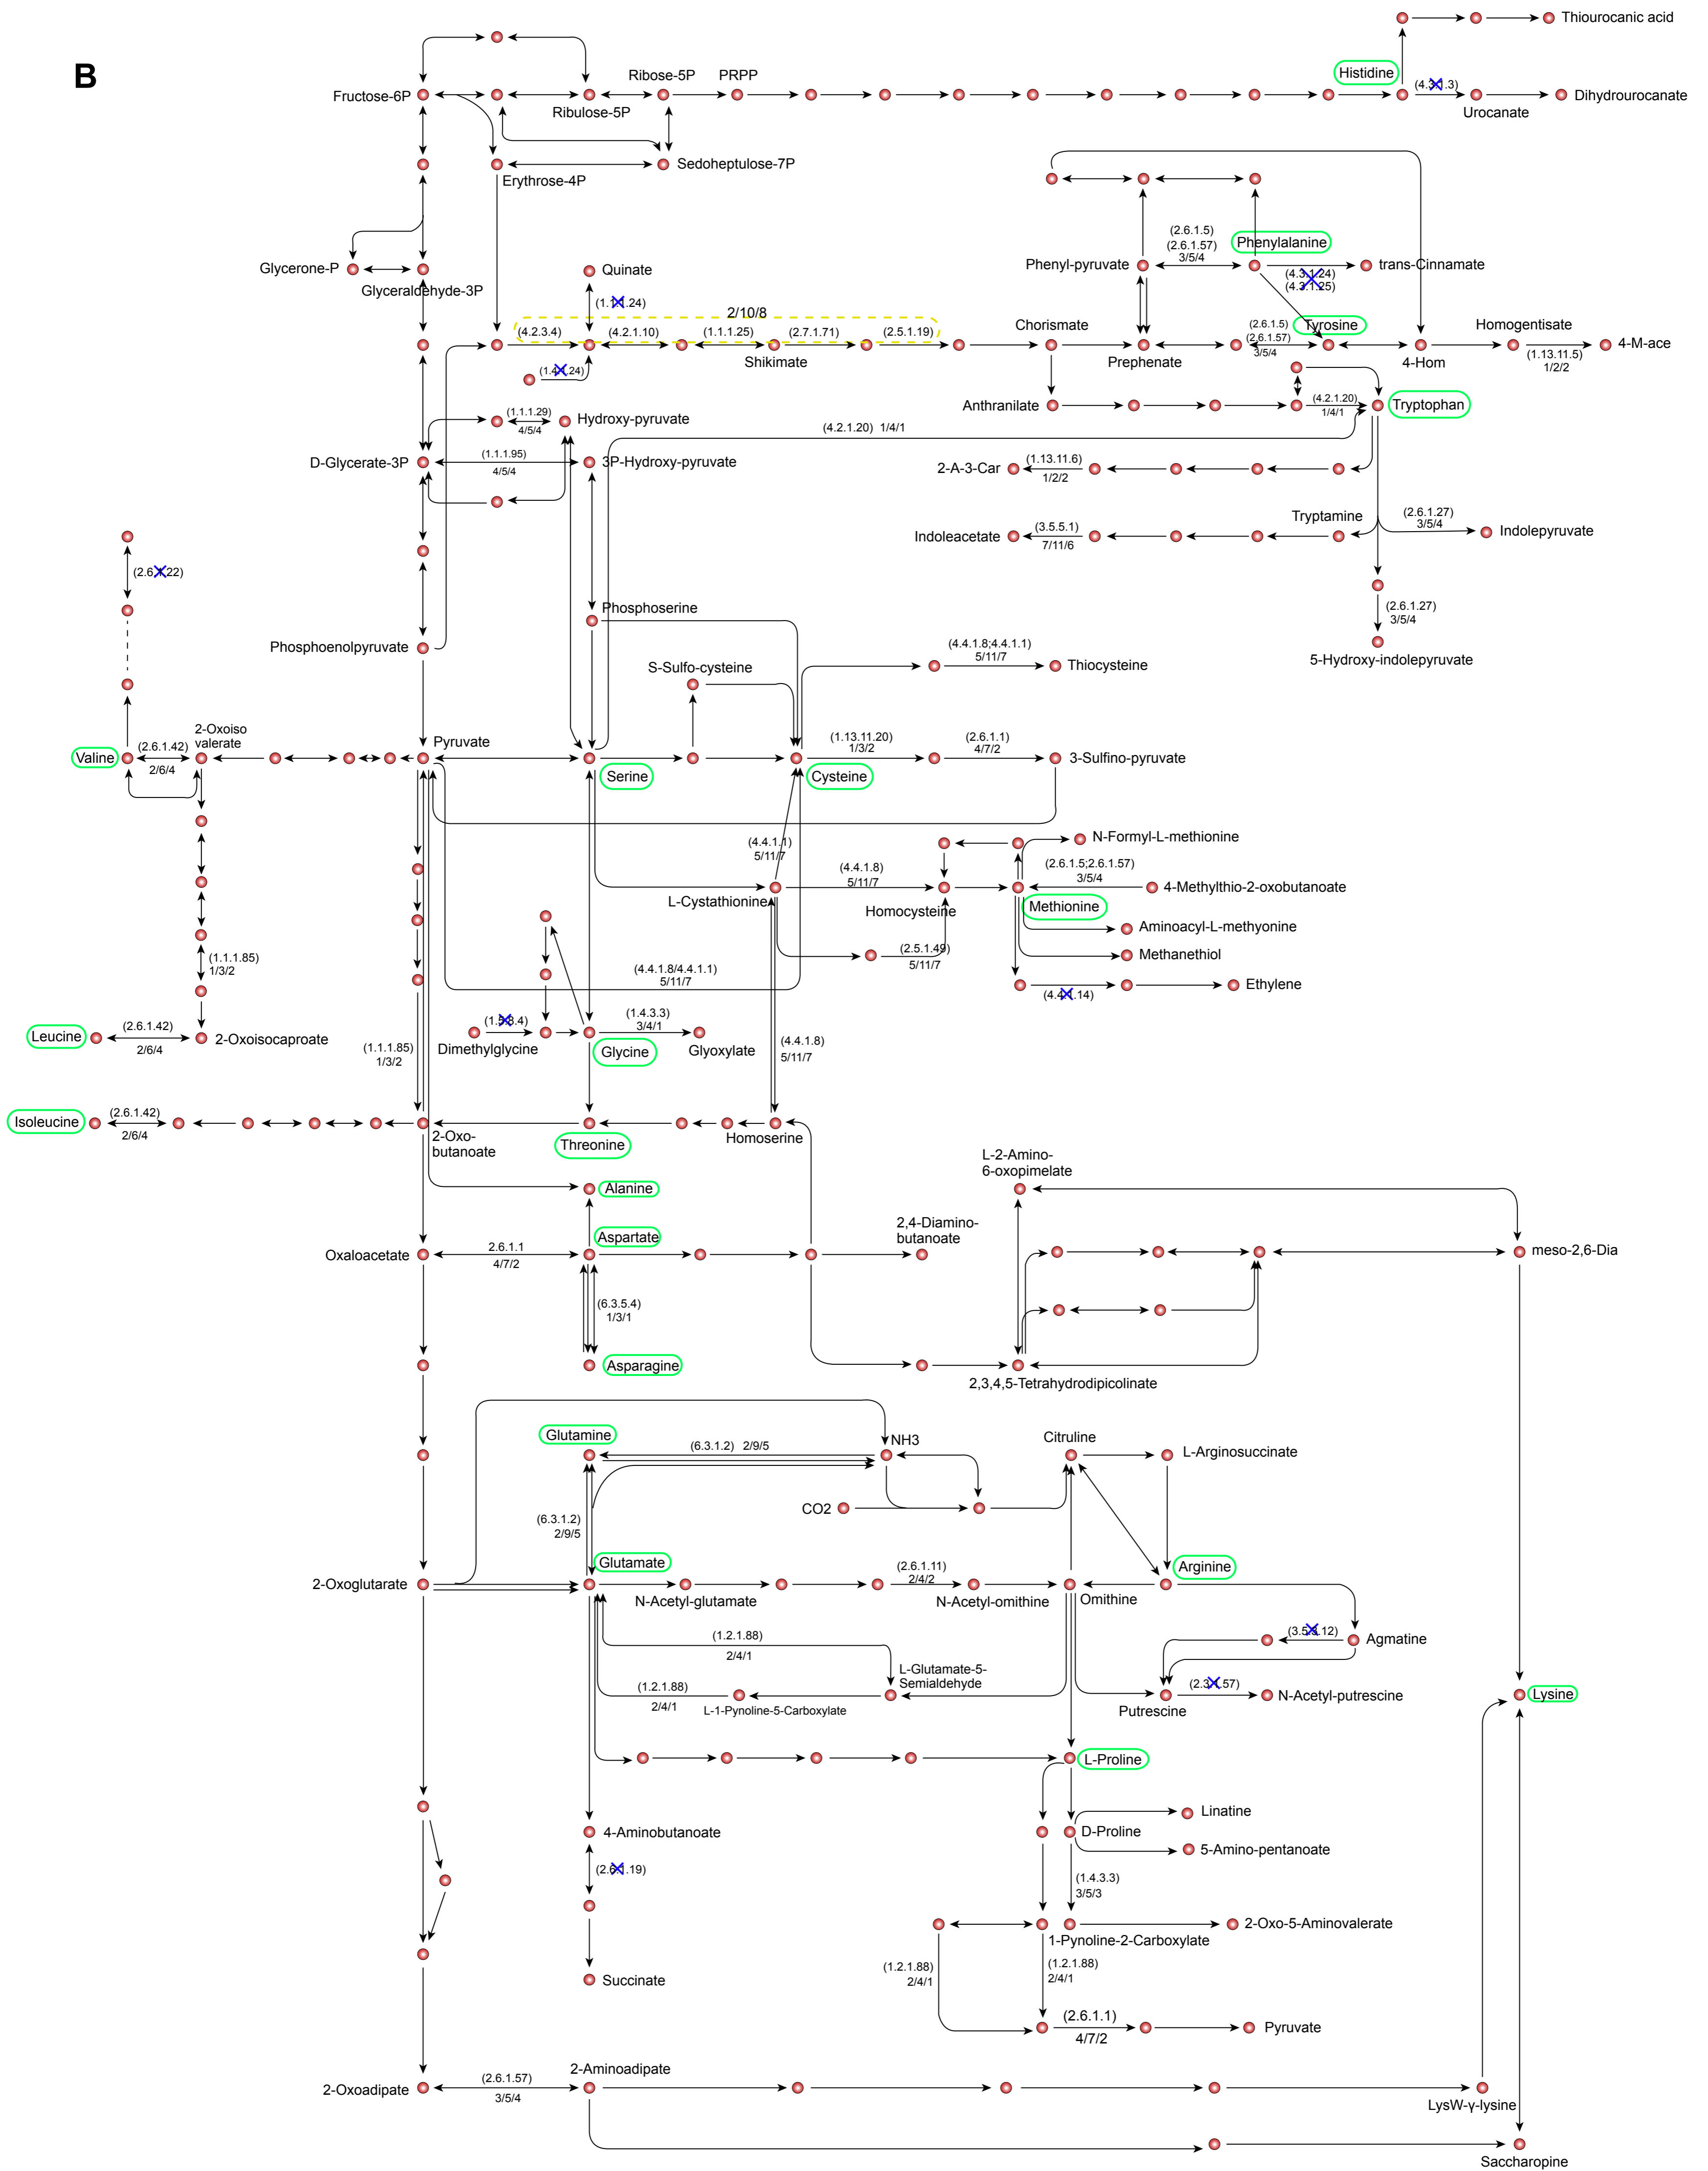 B
Thiourocanic acid
Ribose-5P
PRPP
Histidine
Fructose-6P
Ribulose-5P
Urocanate
Dihydrourocanate
Sedoheptulose-7P
Erythrose-4P
(2.6.1.5)
(2.6.1.57)
3/5/4
Phenylalanine
Glycerone-P
Glyceraldehyde-3P
Quinate
Phenyl-pyruvate
trans-Cinnamate
(4.3.1.24)
(4.3.1.25)
2/10/8
(4.2.3.4)
(4.2.1.10)
(1.1.1.25)
(2.7.1.71)
(2.5.1.19)
Chorismate
(2.6.1.5)
(2.6.1.57)
3/5/4
Tyrosine
Homogentisate
4-M-ace
(1.13.11.5)
1/2/2
Shikimate
Prephenate
4-Hom
Anthranilate
(4.2.1.20)
1/4/1
Tryptophan
(1.1.1.29)
4/5/4
Hydroxy-pyruvate
(4.2.1.20) 1/4/1
D-Glycerate-3P
(1.1.1.95)
4/5/4
3P-Hydroxy-pyruvate
2-A-3-Car
(1.13.11.6)
1/2/2
Tryptamine
(2.6.1.27)
3/5/4
Indolepyruvate
Indoleacetate
(3.5.5.1)
7/11/6
Phosphoserine
(2.6.1.27)
3/5/4
Phosphoenolpyruvate
5-Hydroxy-indolepyruvate
S-Sulfo-cysteine
(4.4.1.8;4.4.1.1)
5/11/7
Thiocysteine
Valine
(2.6.1.42)
2/6/4
2-Oxoiso
valerate
Pyruvate
Serine
Cysteine
(1.13.11.20)
1/3/2
(2.6.1.1)
4/7/2
3-Sulfino-pyruvate
(4.4.1.1)
5/11/7
(4.4.1.8)
5/11/7
N-Formyl-L-methionine
(2.6.1.5;2.6.1.57)
3/5/4
4-Methylthio-2-oxobutanoate
L-Cystathionine
Homocysteine
Methionine
Aminoacyl-L-methyonine
Methanethiol
(2.5.1.49)
5/11/7
Ethylene
(1.1.1.85)
1/3/2
(4.4.1.8/4.4.1.1)
5/11/7
Leucine
(2.6.1.42)
2/6/4
2-Oxoisocaproate
(1.1.1.85)
1/3/2
Dimethylglycine
(1.4.3.3)
3/4/1
Glycine
Glyoxylate
(4.4.1.8)
5/11/7
Isoleucine
(2.6.1.42)
2/6/4
2-Oxo-
butanoate
Threonine
Homoserine
L-2-Amino-
6-oxopimelate
Alanine
Aspartate
2,4-Diamino-
butanoate
Oxaloacetate
2.6.1.1
4/7/2
meso-2,6-Dia
(6.3.5.4)
1/3/1
Asparagine
2,3,4,5-Tetrahydrodipicolinate
Glutamine
(6.3.1.2) 2/9/5
NH3
Citruline
L-Arginosuccinate
CO2
(6.3.1.2)
2/9/5
Glutamate
(2.6.1.11)
2/4/2
Arginine
2-Oxoglutarate
N-Acetyl-glutamate
N-Acetyl-omithine
Omithine
(1.2.1.88)
2/4/1
Agmatine
L-Glutamate-5-
Semialdehyde
(1.2.1.88)
2/4/1
L-1-Pynoline-5-Carboxylate
Putrescine
N-Acetyl-putrescine
Lysine
L-Proline
4-Aminobutanoate
Linatine
D-Proline
5-Amino-pentanoate
(1.4.3.3)
3/5/3
2-Oxo-5-Aminovalerate
1-Pynoline-2-Carboxylate
(1.2.1.88)
2/4/1
(1.2.1.88)
2/4/1
Succinate
(2.6.1.1)
4/7/2
Pyruvate
2-Oxoadipate
(2.6.1.57)
3/5/4
2-Aminoadipate
LysW-γ-lysine
Saccharopine